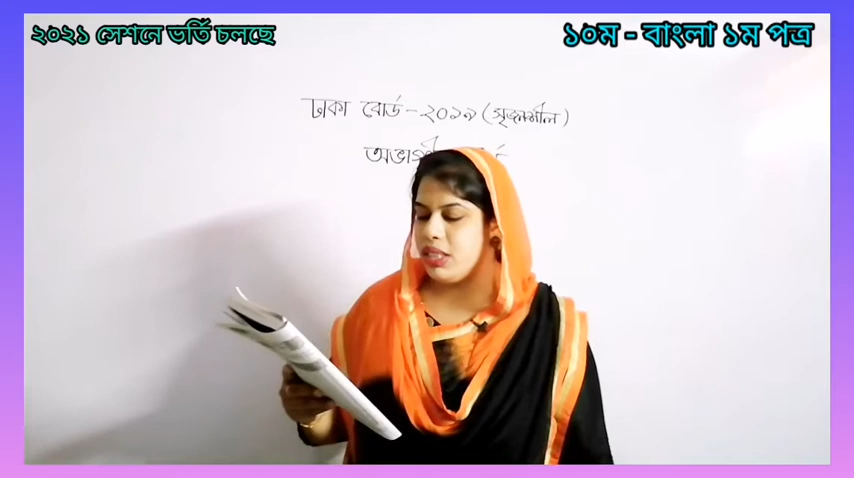 ২০২১ সেশনে ভর্তি চলছে
১০ম - বাংলা ১ম পত্র
ঢাকা বোর্ড-২০১৯ (সৃজনশীল)